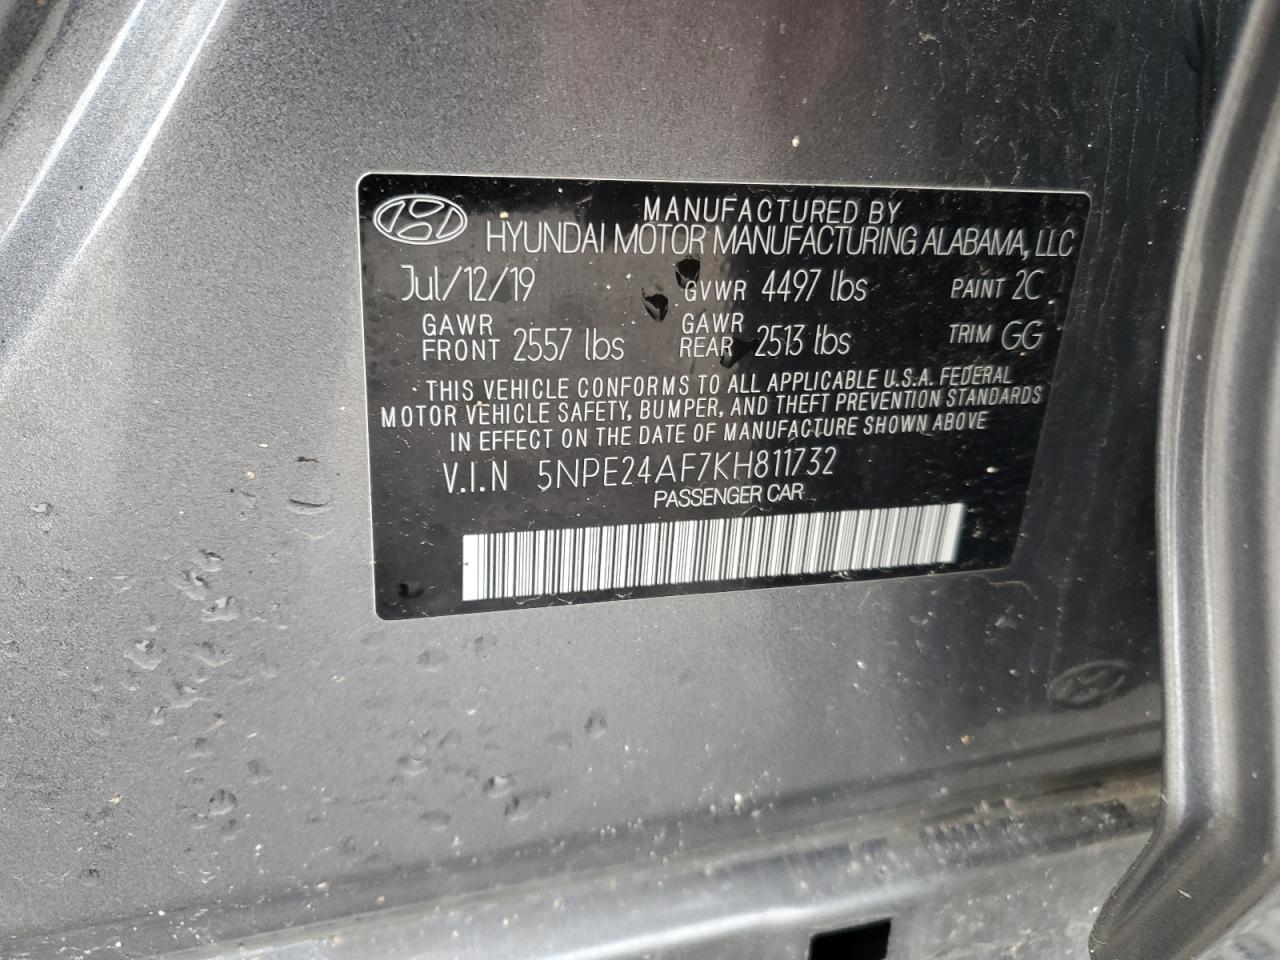 MANUFACTURED BY
HYUNDAI MOTOR MANUFACTURING ALABAMA, LLC
Jul/12/19 GVWR 4497 lbs PAINT 2C
GAWR FRONT 2557 lbs GAWR REAR 2513 lbs TRIM GG
THIS VEHICLE CONFORMS TO ALL APPLICABLE U.S.A. FEDERAL
MOTOR VEHICLE SAFETY, BUMPER, AND THEFT PREVENTION STANDARDS
IN EFFECT ON THE DATE OF MANUFACTURE SHOWN ABOVE
V.I.N 5NPE24AF7KH811732
PASSENGER CAR